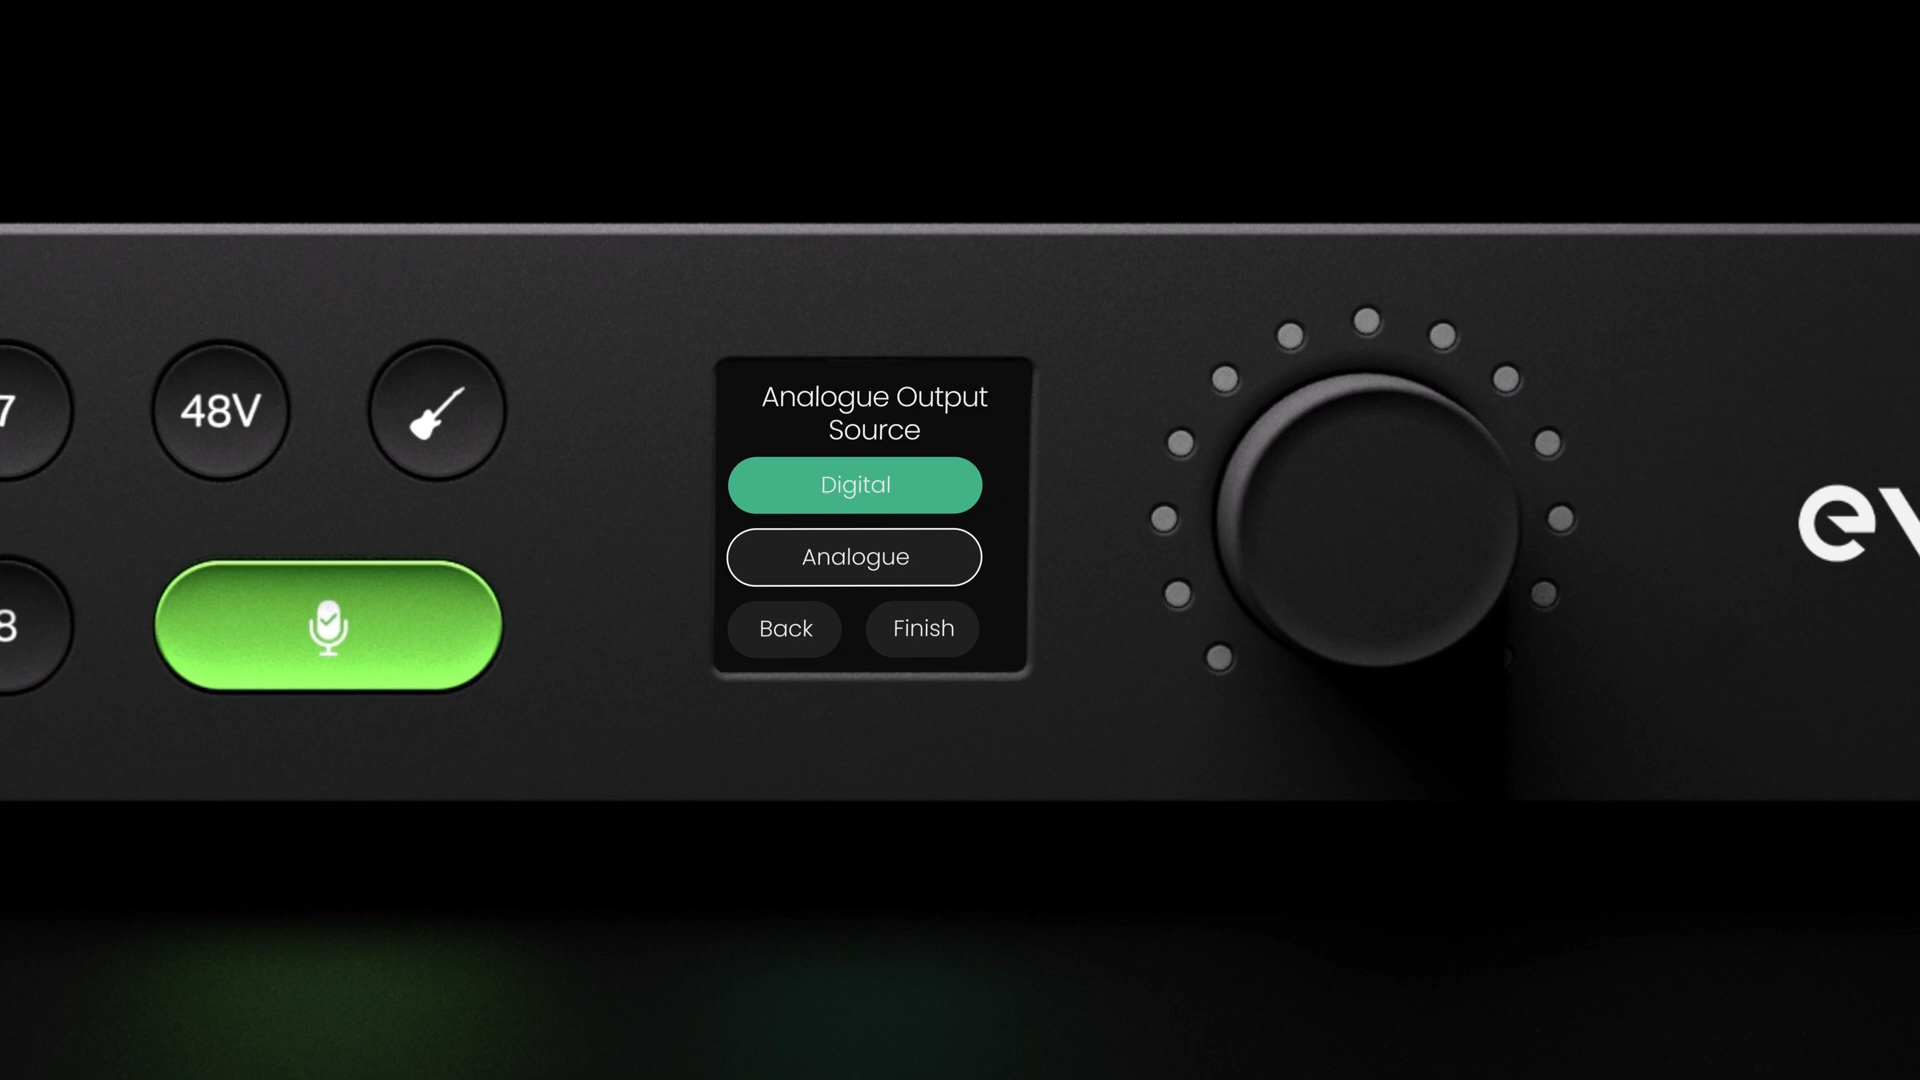 7
48V
8
Analogue Output
Source
Digital
Analogue
Back
Finish
ev